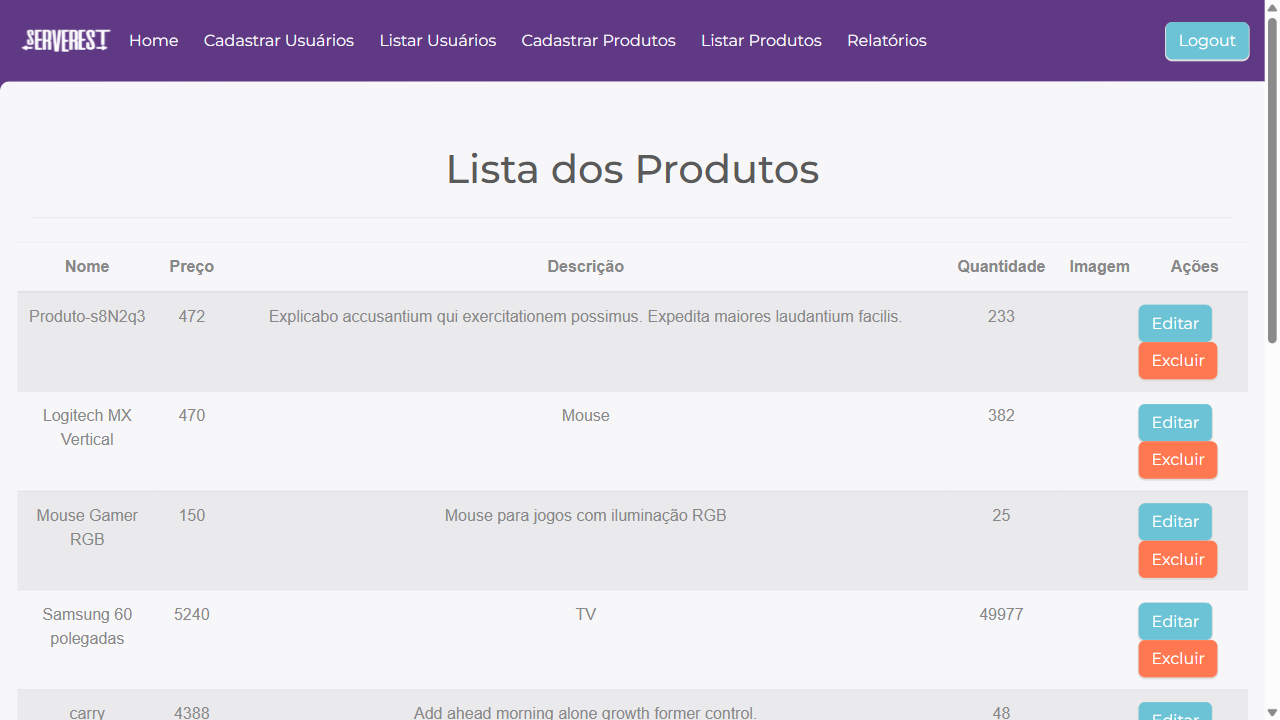 SERVEREST Home Cadastrar Usuários Listar Usuários Cadastrar Produtos Listar Produtos Relatórios Logout
Lista dos Produtos
Nome Preço Descrição Quantidade Imagem Ações
Produto-s8N2q3 472 Explicabo accusantium qui exercitationem possimus. Expedita maiores laudantium facilis. 233 Editar
Excluir
Logitech MX 470 Mouse 382 Editar
Vertical Excluir
Mouse Gamer 150 Mouse para jogos com iluminação RGB 25 Editar
RGB Excluir
Samsung 60 5240 TV 49977 Editar
polegadas Excluir
carry 4388 Add ahead morning alone growth former control. 48 Editar